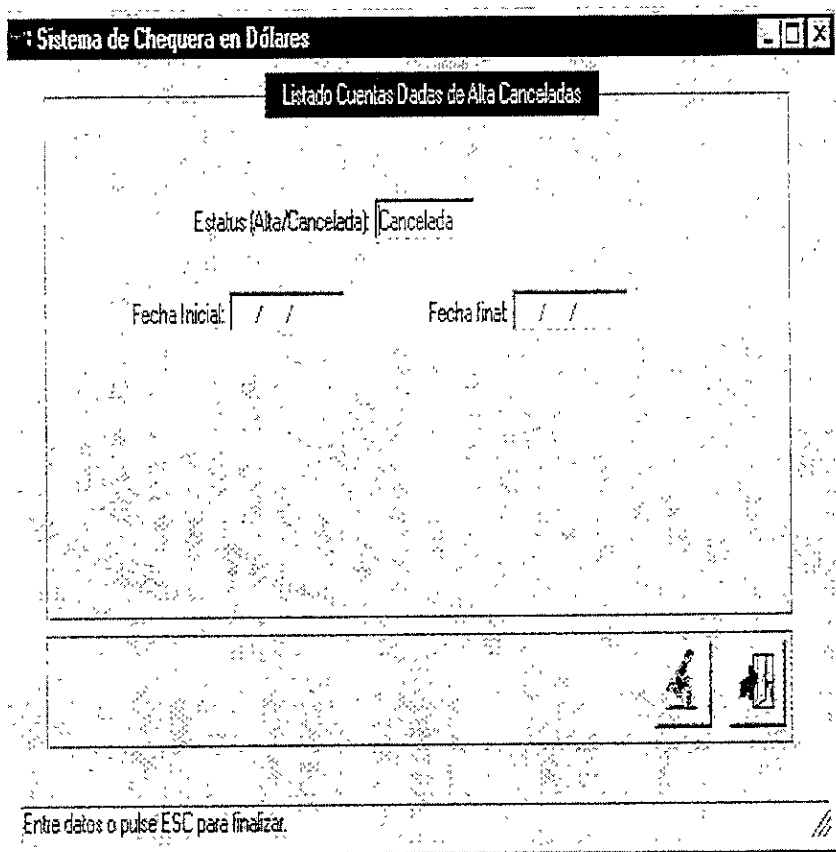 Sistema de Chequera en Dólares
Listado Cuentas Dadas de Alta Canceladas
Estatus (Alta/Cancelada): Cancelada
Fecha Inicial: / / Fecha final: / /
Entre datos o pulse ESC para finalizar.